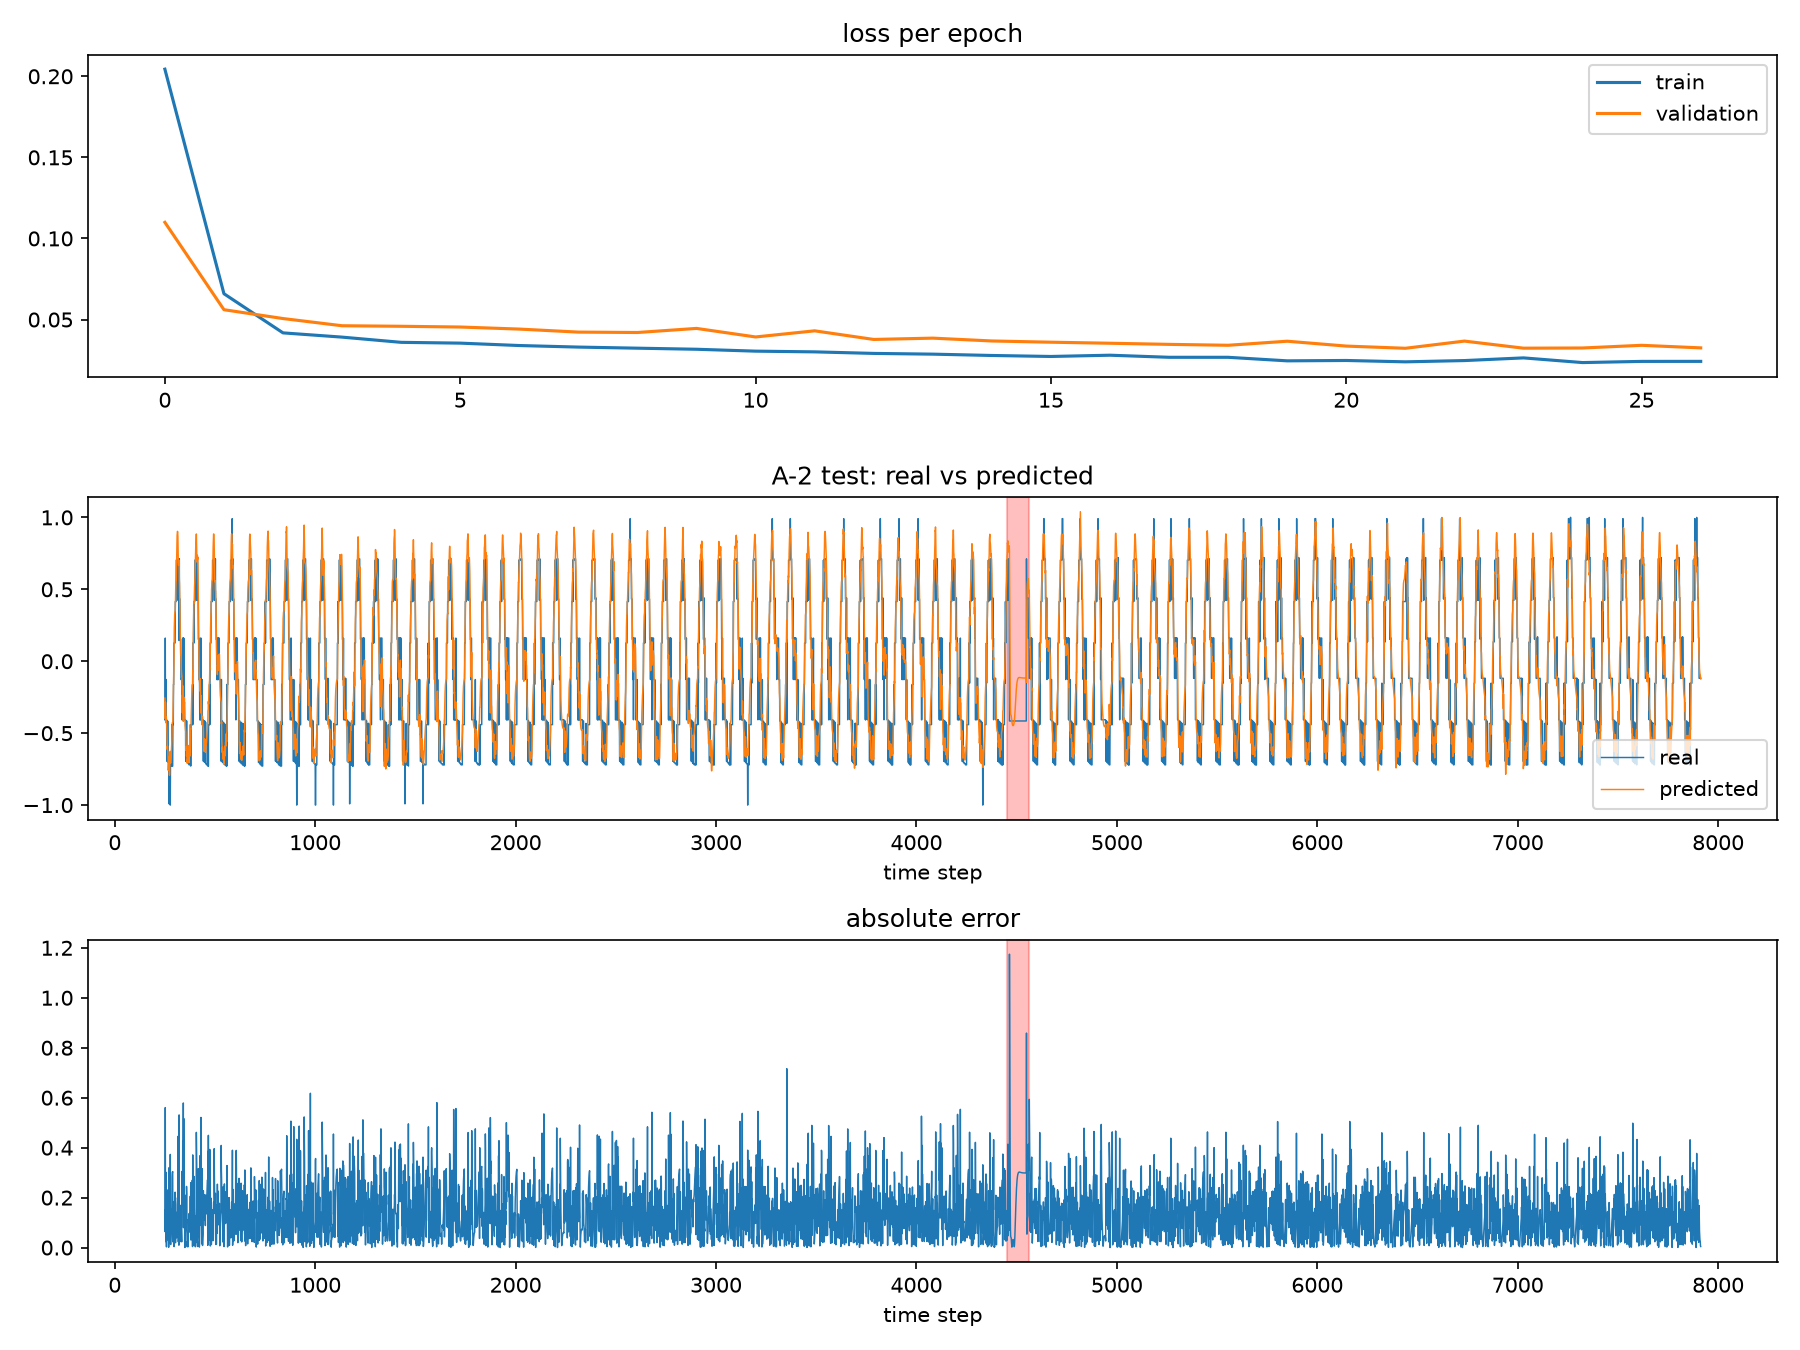 loss per epoch
0.20
0.15
0.10
0.05
train
validation
0 5 10 15 20 25
A-2 test: real vs predicted
1.0
0.5
0.0
−0.5
−1.0
real
predicted
0 1000 2000 3000 4000 5000 6000 7000 8000
time step
absolute error
1.2
1.0
0.8
0.6
0.4
0.2
0.0
0 1000 2000 3000 4000 5000 6000 7000 8000
time step